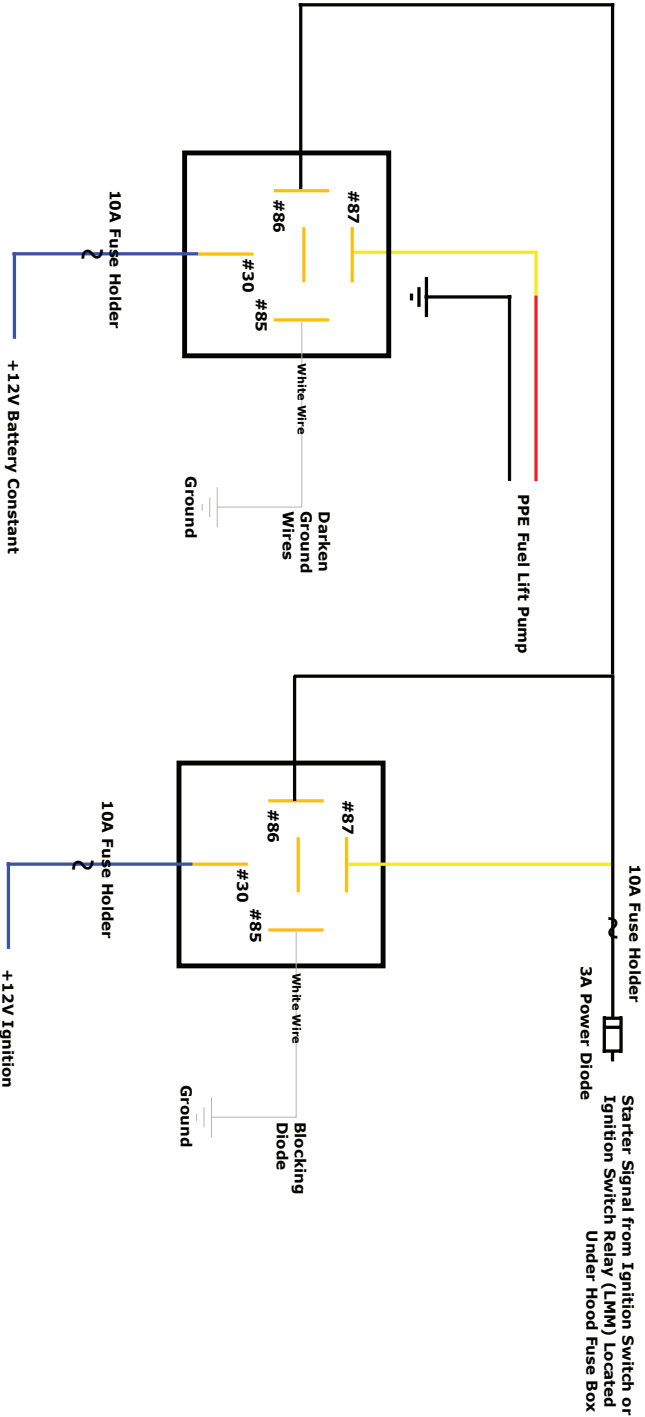 10A Fuse Holder
3A Power Diode
Starter Signal from Ignition Switch or
Ignition Switch Relay (LMM) Located
Under Hood Fuse Box
PPE Fuel Lift Pump
#87
#86
#30
#85
White Wire
Darken
Ground
Wires
Ground
10A Fuse Holder
+12V Battery Constant
#87
#86
#30
#85
White Wire
Blocking
Diode
Ground
10A Fuse Holder
+12V Ignition